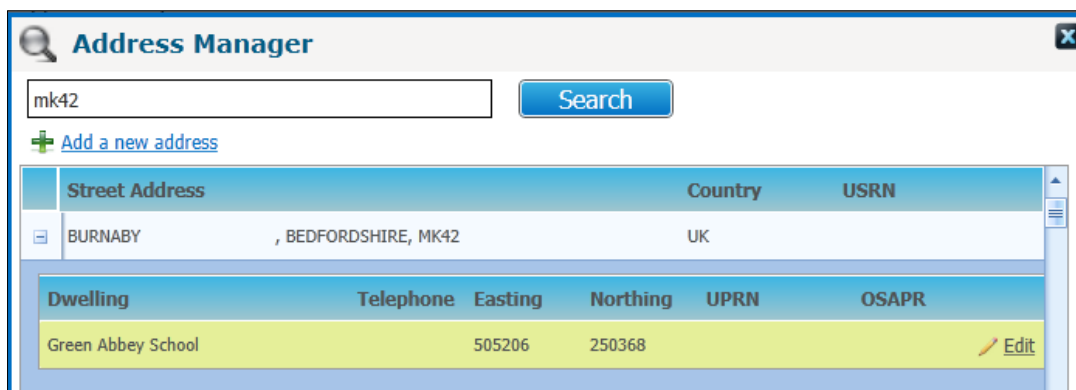 Address Manager
mk42 Search
Add a new address
Street Address Country USRN
BURNABY , BEDFORDSHIRE, MK42 UK
Dwelling Telephone Easting Northing UPRN OSAPR
Green Abbey School 505206 250368 Edit